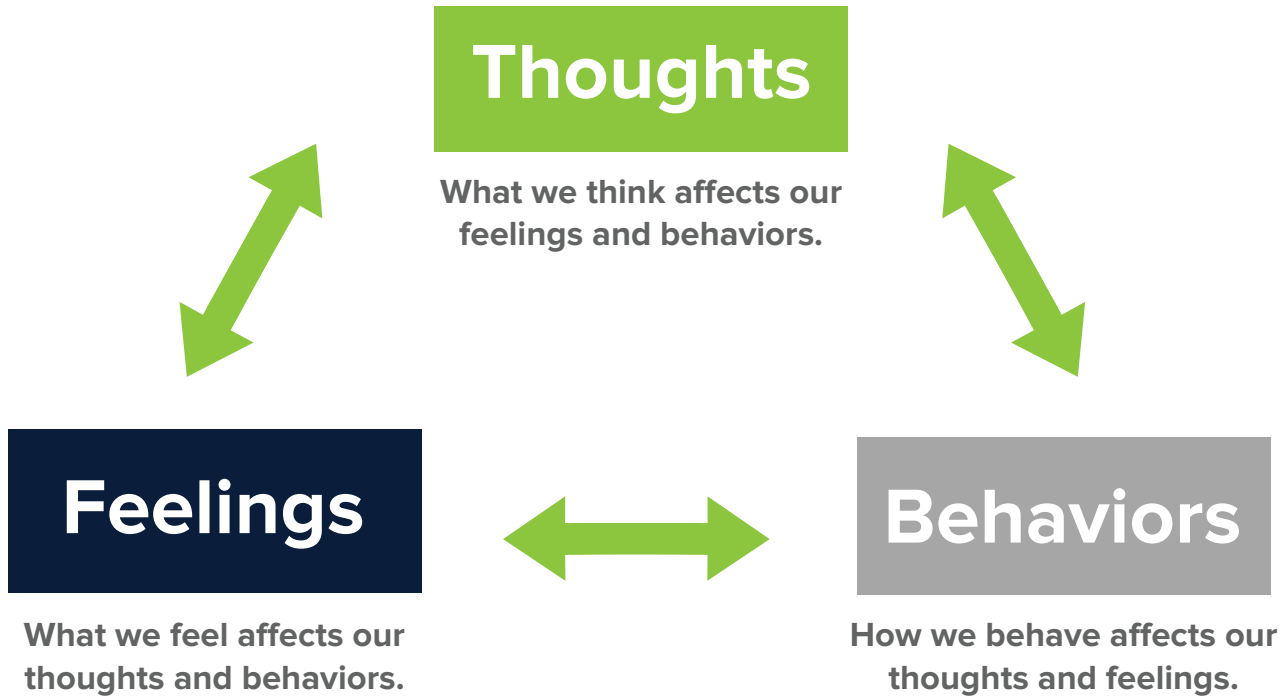 Thoughts
What we think affects our
feelings and behaviors.
Feelings
What we feel affects our
thoughts and behaviors.
Behaviors
How we behave affects our
thoughts and feelings.